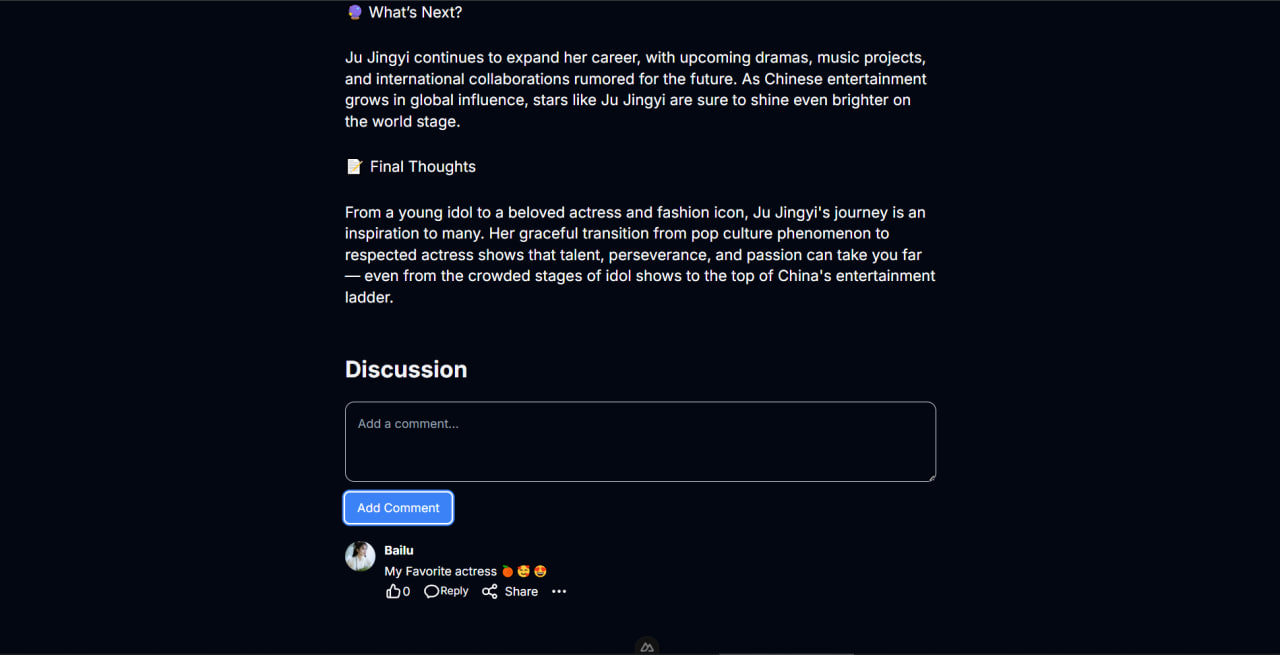 🔮 What’s Next?
Ju Jingyi continues to expand her career, with upcoming dramas, music projects,
and international collaborations rumored for the future. As Chinese entertainment
grows in global influence, stars like Ju Jingyi are sure to shine even brighter on
the world stage.
📝 Final Thoughts
From a young idol to a beloved actress and fashion icon, Ju Jingyi's journey is an
inspiration to many. Her graceful transition from pop culture phenomenon to
respected actress shows that talent, perseverance, and passion can take you far
— even from the crowded stages of idol shows to the top of China's entertainment
ladder.
Discussion
Add a comment...
Add Comment
Bailu
My Favorite actress 🍊 🥰 🤩
0 Reply Share